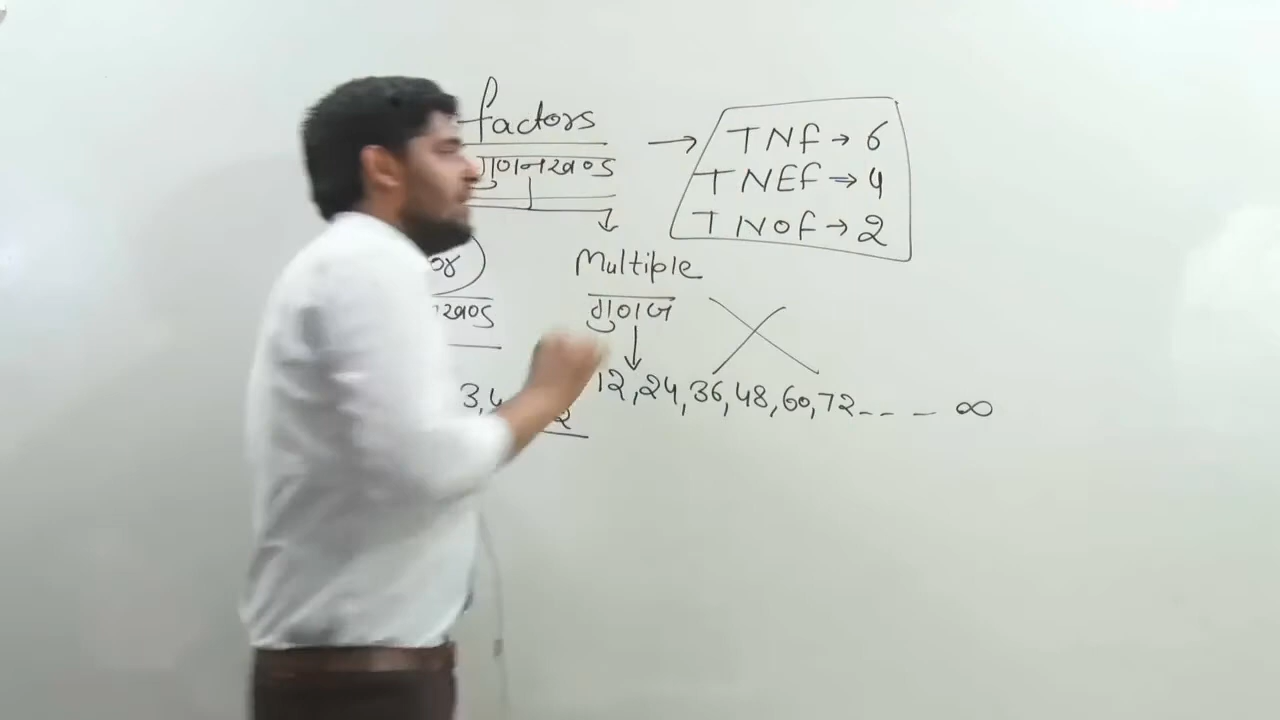 factors
गुणनखण्ड
→ TNF → 6
TNEF → 4
TNOF → 2
Multiple
गुणज
12, 24, 36, 48, 60, 72 - - - ∞